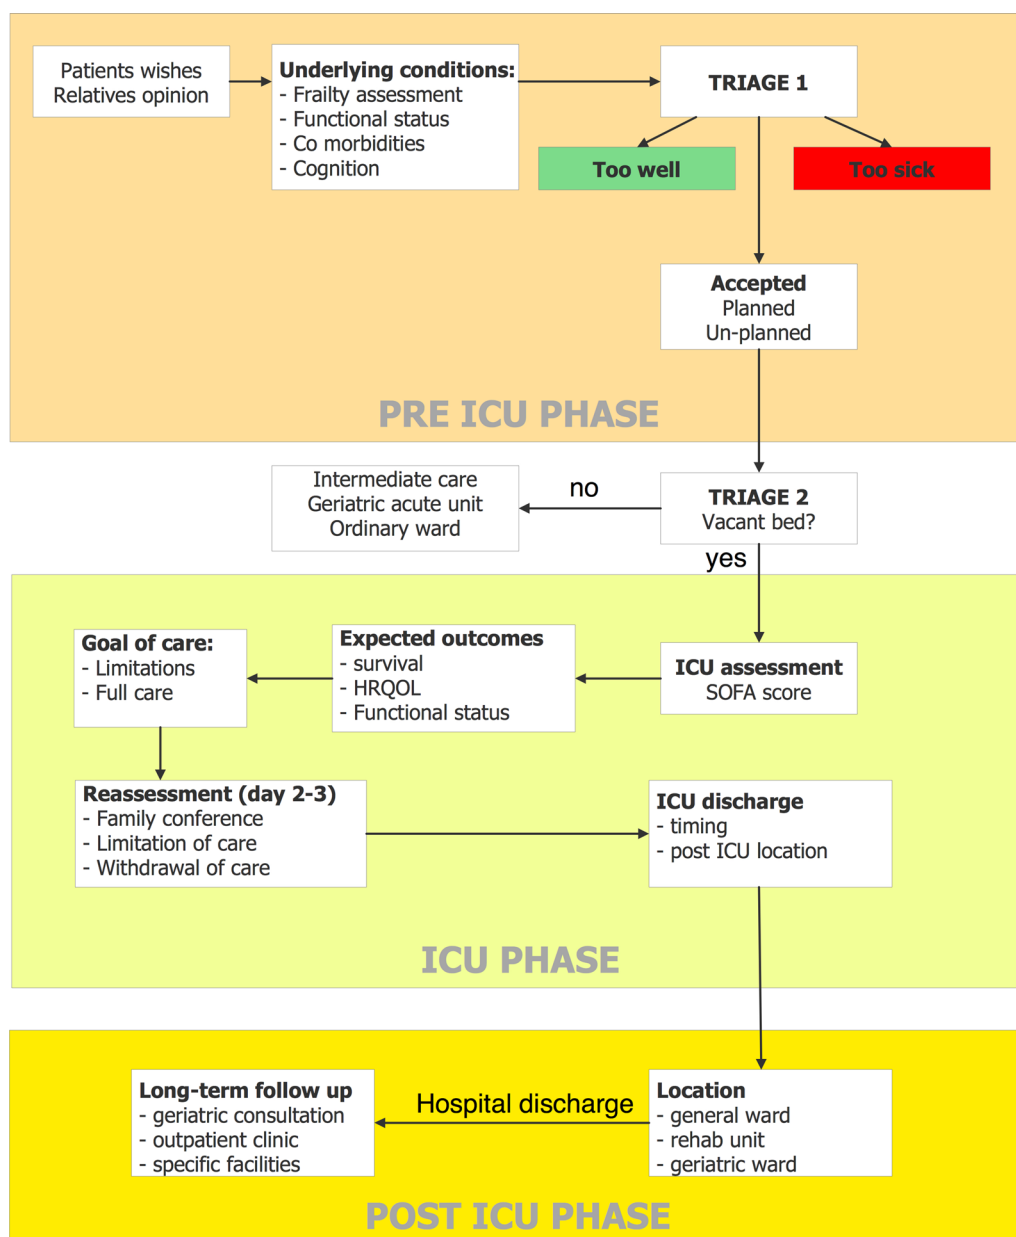 Patients wishes
Relatives opinion
Underlying conditions:
- Frailty assessment
- Functional status
- Co morbidities
- Cognition
TRIAGE 1
Too well
Too sick
Accepted
Planned
Un-planned
PRE ICU PHASE
Intermediate care
Geriatric acute unit
Ordinary ward
no
TRIAGE 2
Vacant bed?
yes
Goal of care:
- Limitations
- Full care
Expected outcomes
- survival
- HRQOL
- Functional status
ICU assessment
SOFA score
Reassessment (day 2-3)
- Family conference
- Limitation of care
- Withdrawal of care
ICU discharge
- timing
- post ICU location
ICU PHASE
Long-term follow up
- geriatric consultation
- outpatient clinic
- specific facilities
Hospital discharge
Location
- general ward
- rehab unit
- geriatric ward
POST ICU PHASE